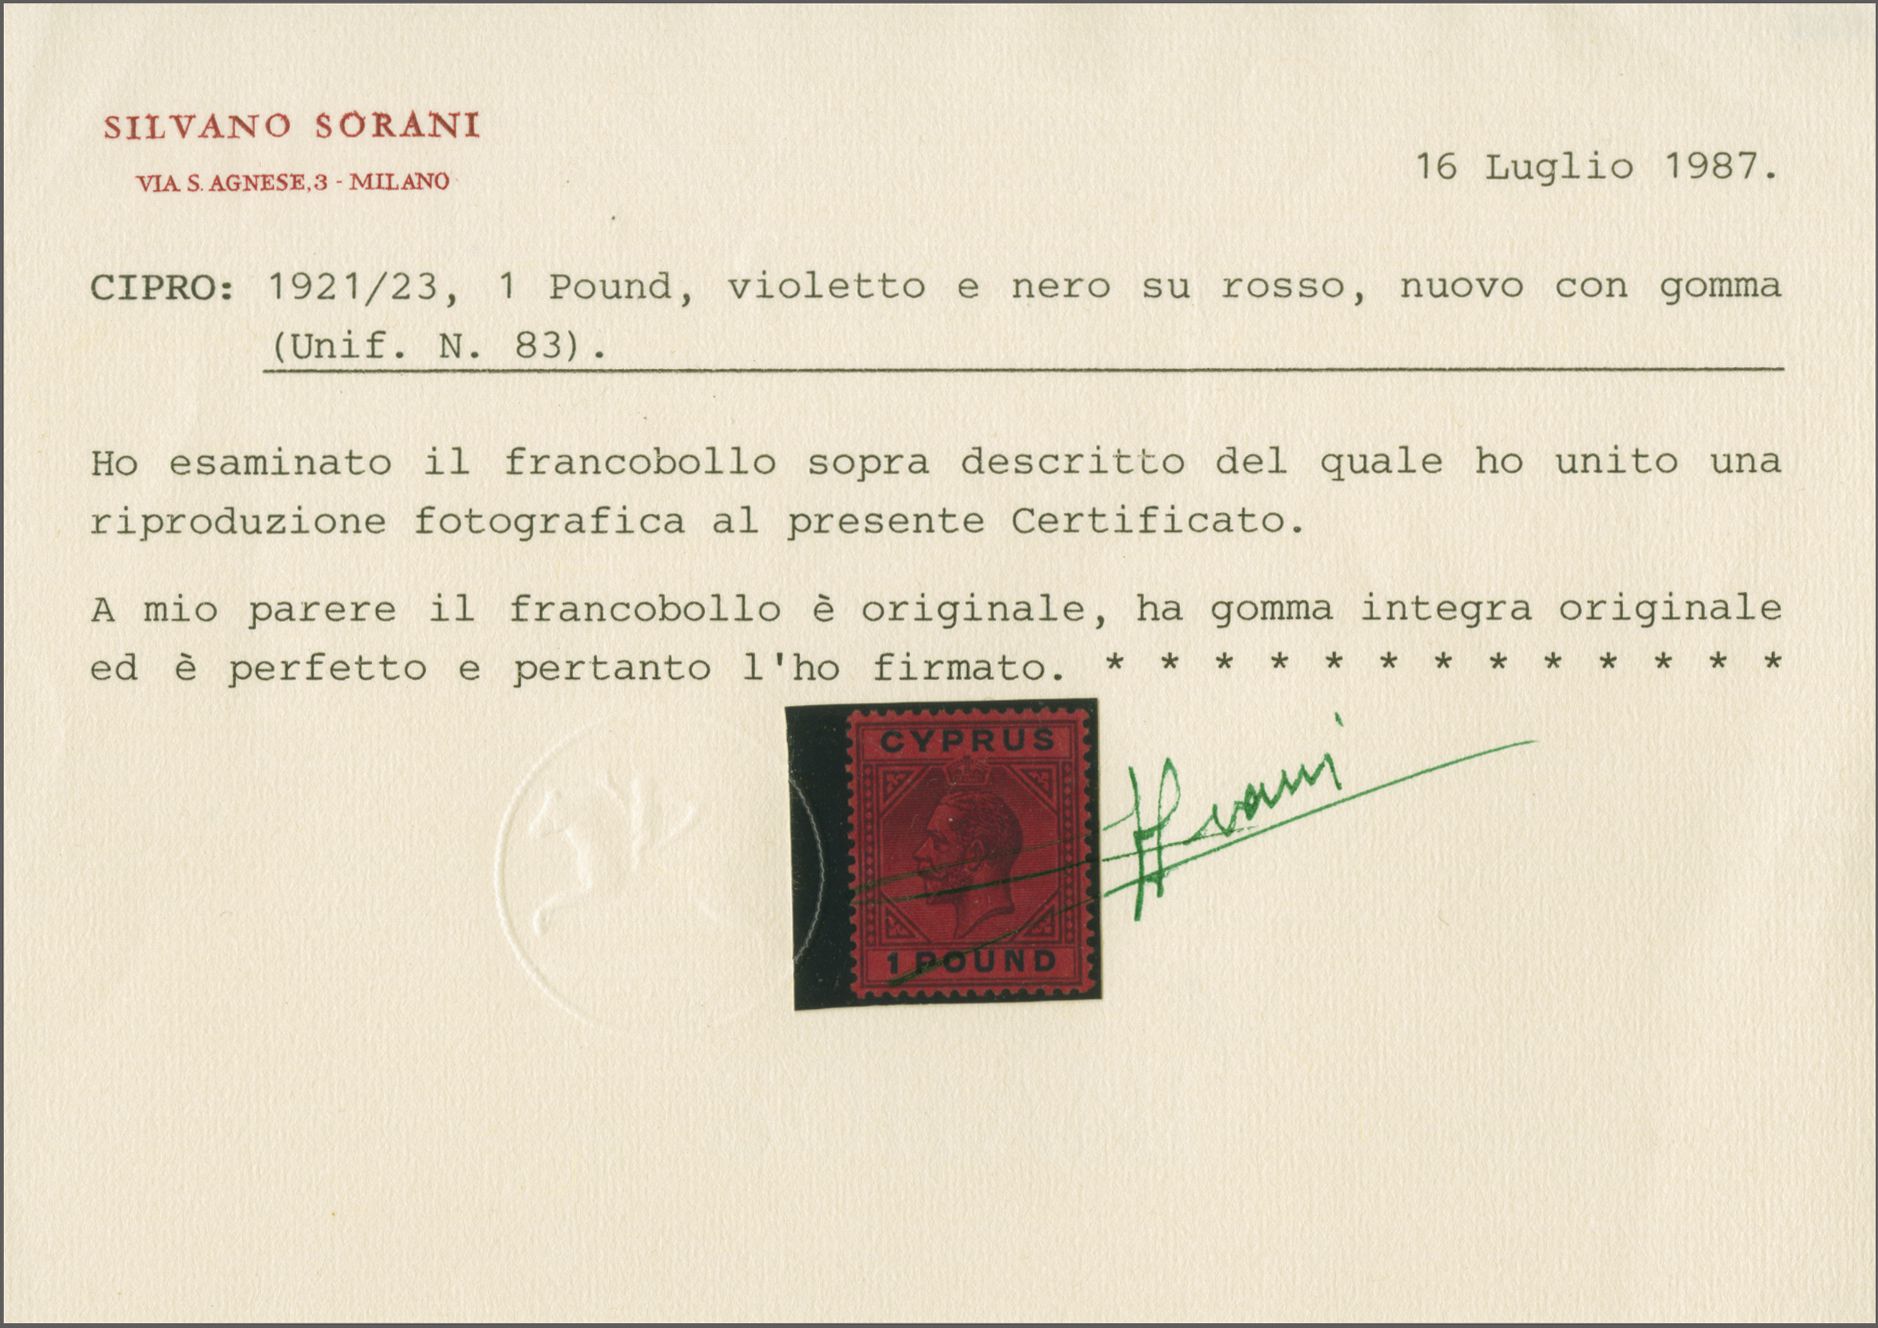 SILVANO SORANI
VIA S. AGNESE, 3 - MILANO
16 Luglio 1987.
CIPRO: 1921/23, 1 Pound, violetto e nero su rosso, nuovo con gomma
(Unif. N. 83).
Ho esaminato il francobollo sopra descritto del quale ho unito una
riproduzione fotografica al presente Certificato.
A mio parere il francobollo è originale, ha gomma integra originale
ed è perfetto e pertanto l'ho firmato. * * * * * * * * * * * * *
CYPRUS
1 POUND